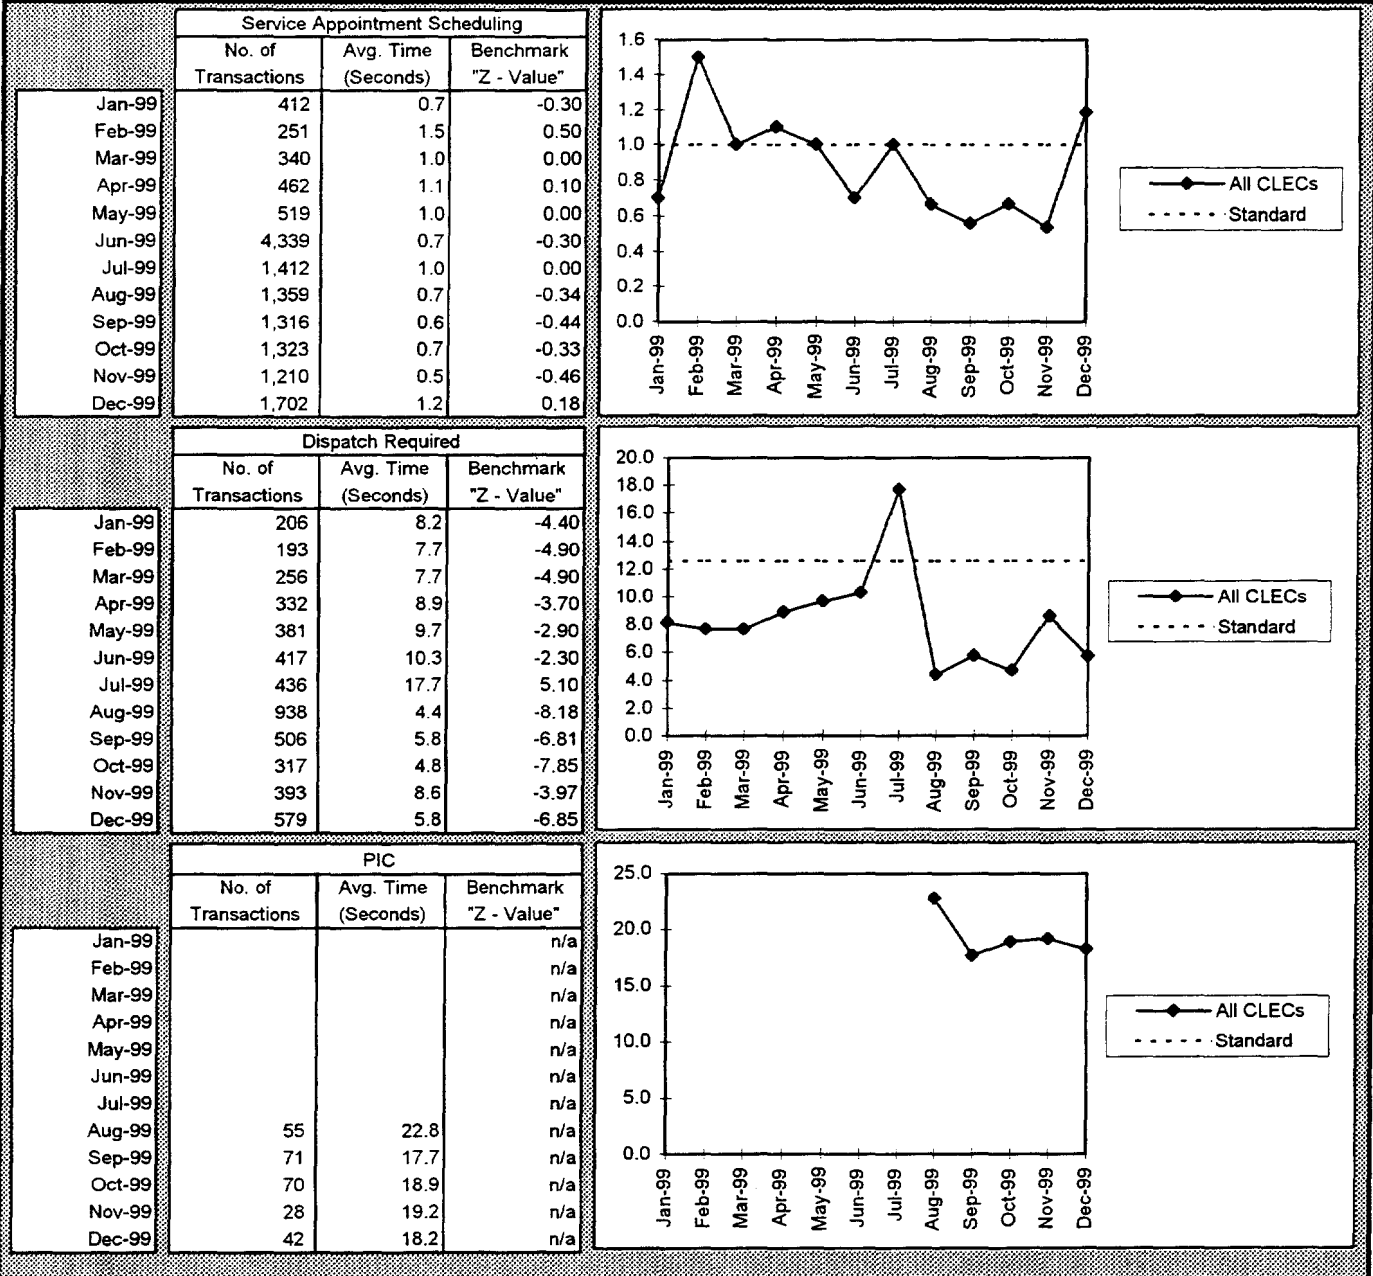 Service Appointment Scheduling
No. of Transactions Avg. Time (Seconds) Benchmark "Z - Value"
Jan-99 412 0.7 -0.30
Feb-99 251 1.5 0.50
Mar-99 340 1.0 0.00
Apr-99 462 1.1 0.10
May-99 519 1.0 0.00
Jun-99 4,339 0.7 -0.30
Jul-99 1,412 1.0 0.00
Aug-99 1,359 0.7 -0.34
Sep-99 1,316 0.6 -0.44
Oct-99 1,323 0.7 -0.33
Nov-99 1,210 0.5 -0.46
Dec-99 1,702 1.2 0.18
1.6
1.4
1.2
1.0
0.8
0.6
0.4
0.2
0.0
Jan-99 Feb-99 Mar-99 Apr-99 May-99 Jun-99 Jul-99 Aug-99 Sep-99 Oct-99 Nov-99 Dec-99
All CLECs
Standard
Dispatch Required
No. of Transactions Avg. Time (Seconds) Benchmark "Z - Value"
Jan-99 206 8.2 -4.40
Feb-99 193 7.7 -4.90
Mar-99 256 7.7 -4.90
Apr-99 332 8.9 -3.70
May-99 381 9.7 -2.90
Jun-99 417 10.3 -2.30
Jul-99 436 17.7 5.10
Aug-99 938 4.4 -8.18
Sep-99 506 5.8 -6.81
Oct-99 317 4.8 -7.85
Nov-99 393 8.6 -3.97
Dec-99 579 5.8 -6.85
20.0
18.0
16.0
14.0
12.0
10.0
8.0
6.0
4.0
2.0
0.0
Jan-99 Feb-99 Mar-99 Apr-99 May-99 Jun-99 Jul-99 Aug-99 Sep-99 Oct-99 Nov-99 Dec-99
All CLECs
Standard
PIC
No. of Transactions Avg. Time (Seconds) Benchmark "Z - Value"
Jan-99 n/a
Feb-99 n/a
Mar-99 n/a
Apr-99 n/a
May-99 n/a
Jun-99 n/a
Jul-99 n/a
Aug-99 55 22.8 n/a
Sep-99 71 17.7 n/a
Oct-99 70 18.9 n/a
Nov-99 28 19.2 n/a
Dec-99 42 18.2 n/a
25.0
20.0
15.0
10.0
5.0
0.0
Jan-99 Feb-99 Mar-99 Apr-99 May-99 Jun-99 Jul-99 Aug-99 Sep-99 Oct-99 Nov-99 Dec-99
All CLECs
Standard